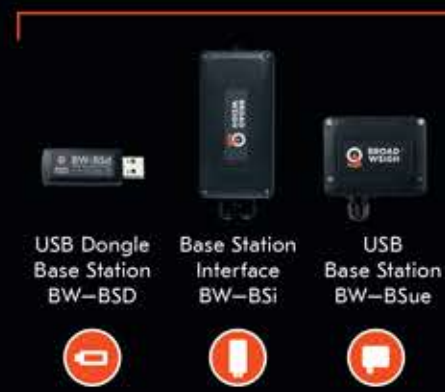 BW-BSd
BROAD
WEIGH
BROAD
WEIGH
USB Dongle
Base Station
BW–BSD
Base Station
Interface
BW–BSi
USB
Base Station
BW–BSue